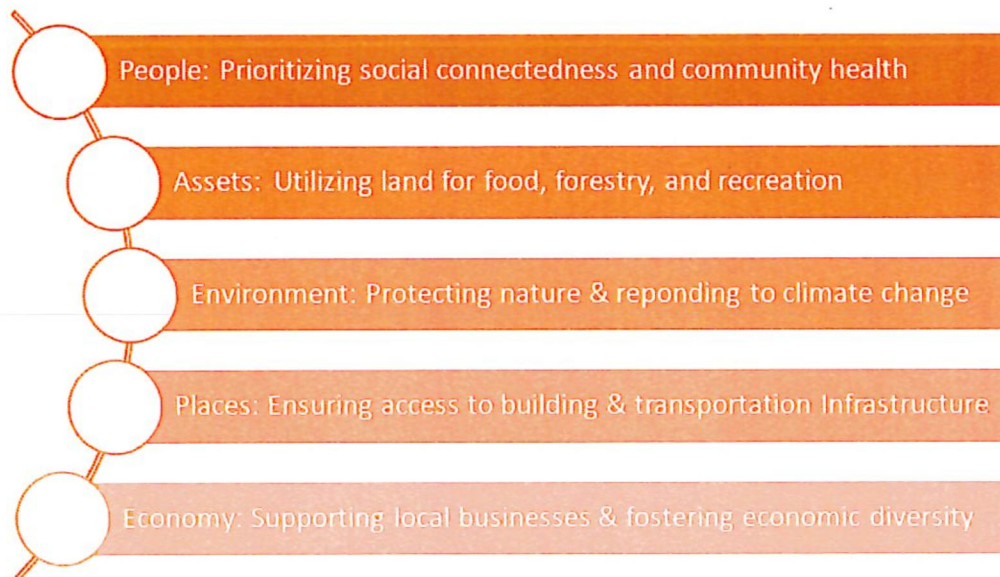 People: Prioritizing social connectedness and community health
Assets: Utilizing land for food, forestry, and recreation
Environment: Protecting nature & reponding to climate change
Places: Ensuring access to building & transportation Infrastructure
Economy: Supporting local businesses & fostering economic diversity